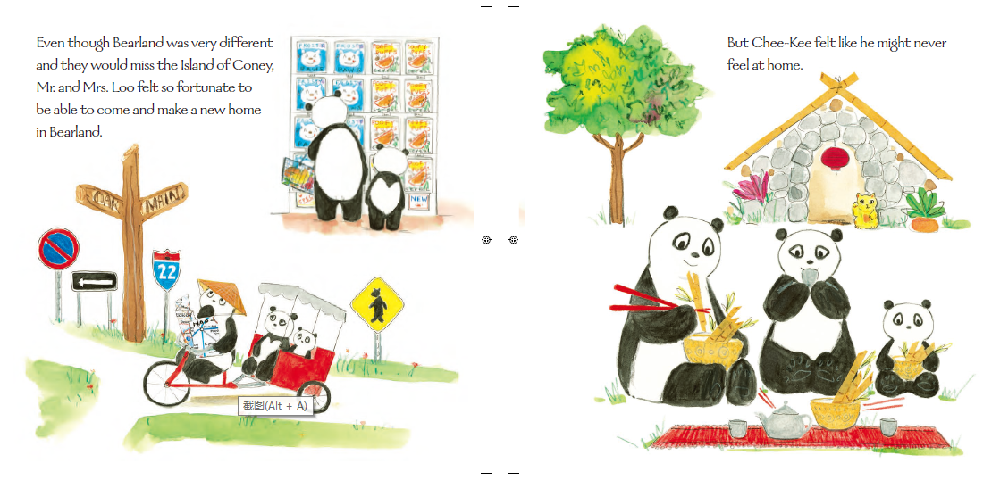 Even though Bearland was very different
and they would miss the Island of Coney,
Mr. and Mrs. Loo felt so fortunate to
be able to come and make a new home
in Bearland.
But Chee-Kee felt like he might never
feel at home.
OAK
MAIN
22
Map
NEW
截图(Alt + A)